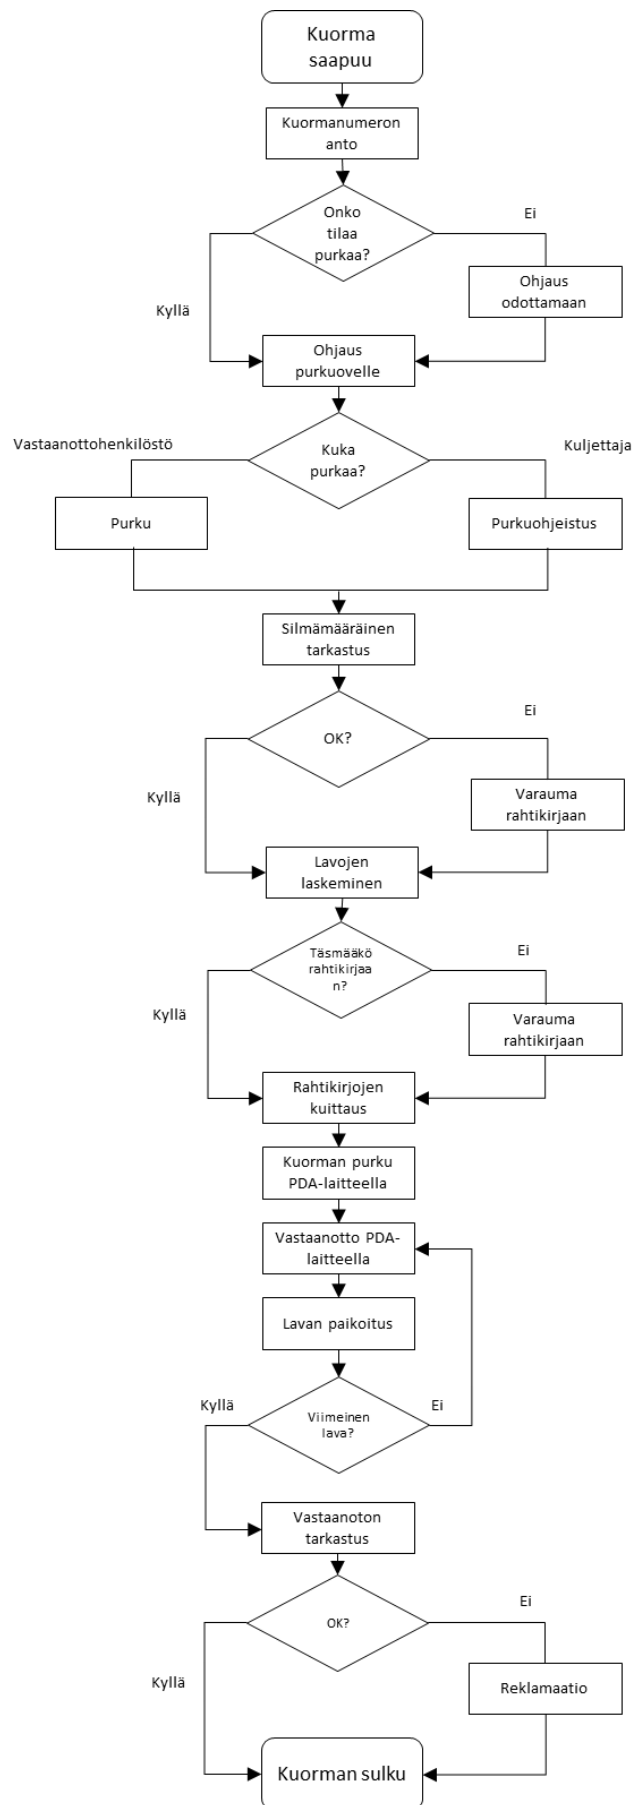 Kuorma
saapuu
Kuormanumeron
anto
Onko
tilaa
purkaa?
Ei
Kyllä
Ohjaus
odottamaan
Ohjaus
purkuovelle
Vastaanottohenkilöstö
Kuka
purkaa?
Kuljettaja
Purku
Purkuohjeistus
Silmämääräinen
tarkastus
OK?
Ei
Kyllä
Varauma
rahtikirjaan
Lavojen
laskeminen
Täsmääkö
rahtikirjaa
n?
Ei
Kyllä
Varauma
rahtikirjaan
Rahtikirjojen
kuittaus
Kuorman purku
PDA-laitteella
Vastaanotto PDA-
laitteella
Lavan paikoitus
Kyllä
Viimeinen
lava?
Ei
Vastaanoton
tarkastus
OK?
Ei
Kyllä
Reklamaatio
Kuorman sulku